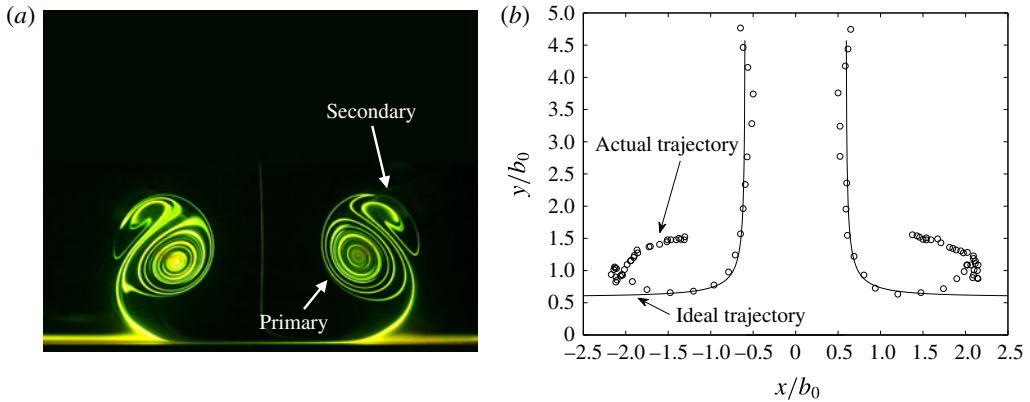 (a)
Secondary
Primary
(b)
5.0
4.5
4.0
3.5
3.0
2.5
2.0
1.5
1.0
0.5
0
y/b0
Actual trajectory
Ideal trajectory
−2.5 −2.0 −1.5 −1.0 −0.5 0 0.5 1.0 1.5 2.0 2.5
x/b0